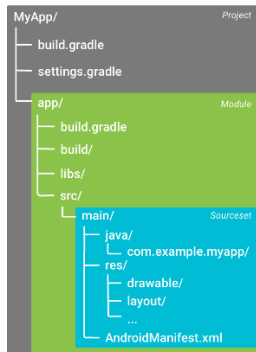 MyApp/ Project
build.gradle
settings.gradle
app/ Module
build.gradle
build/
libs/
src/
main/ Sourceset
java/
com.example.myapp/
res/
drawable/
layout/
...
AndroidManifest.xml